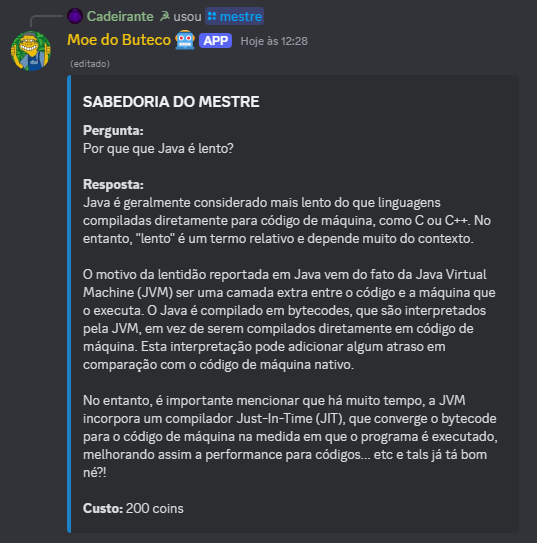 Cadeirante ☭ usou mestre
Moe do Buteco 🤖 APP Hoje às 12:28
(editado)
SABEDORIA DO MESTRE
Pergunta:
Por que que Java é lento?
Resposta:
Java é geralmente considerado mais lento do que linguagens
compiladas diretamente para código de máquina, como C ou C++. No
entanto, "lento" é um termo relativo e depende muito do contexto.
O motivo da lentidão reportada em Java vem do fato da Java Virtual
Machine (JVM) ser uma camada extra entre o código e a máquina que
o executa. O Java é compilado em bytecodes, que são interpretados
pela JVM, em vez de serem compilados diretamente em código de
máquina. Esta interpretação pode adicionar algum atraso em
comparação com o código de máquina nativo.
No entanto, é importante mencionar que há muito tempo, a JVM
incorpora um compilador Just-In-Time (JIT), que converge o bytecode
para o código de máquina na medida em que o programa é executado,
melhorando assim a performance para códigos... etc e tals já tá bom
né?!
Custo: 200 coins